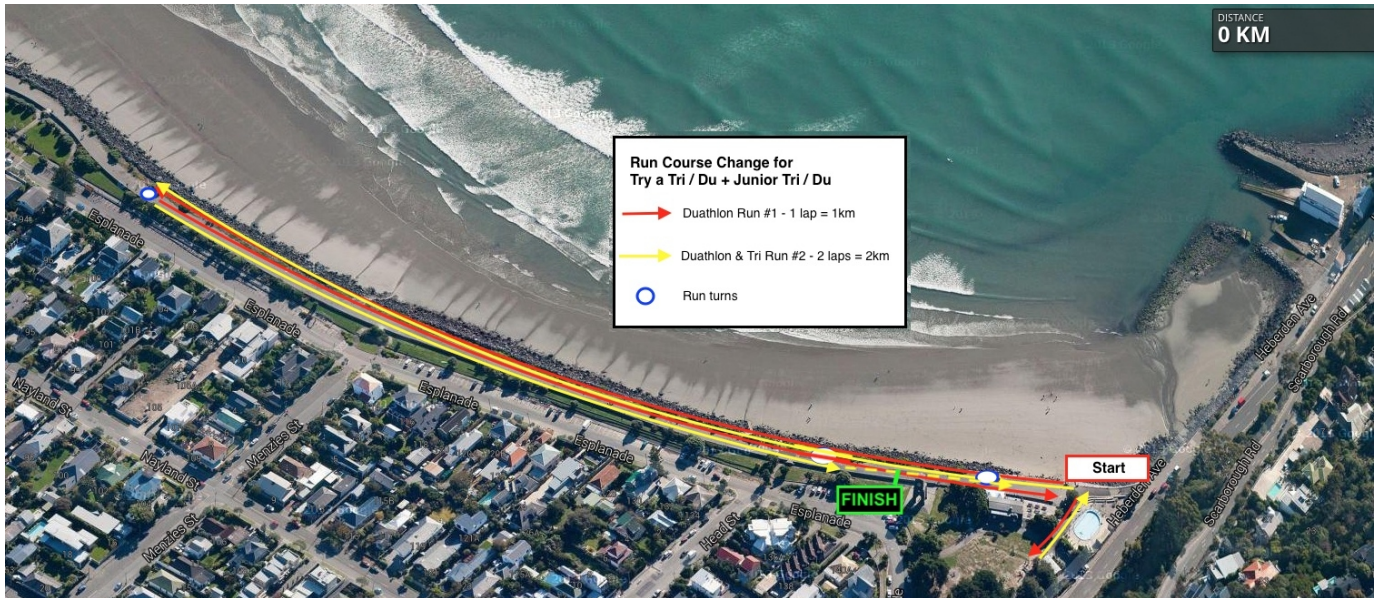 DISTANCE
0 KM
Run Course Change for
Try a Tri / Du + Junior Tri / Du
Duathlon Run #1 - 1 lap = 1km
Duathlon & Tri Run #2 - 2 laps = 2km
Run turns
Esplanade
Esplanade
Esplanade
Esplanade
Esplanade
Nayland St
Nayland St
Menzies St
Menzies St
Head St
Heberden Ave
Scarborough Rd
Scarborough Rd
Heberden Ave
Start
FINISH